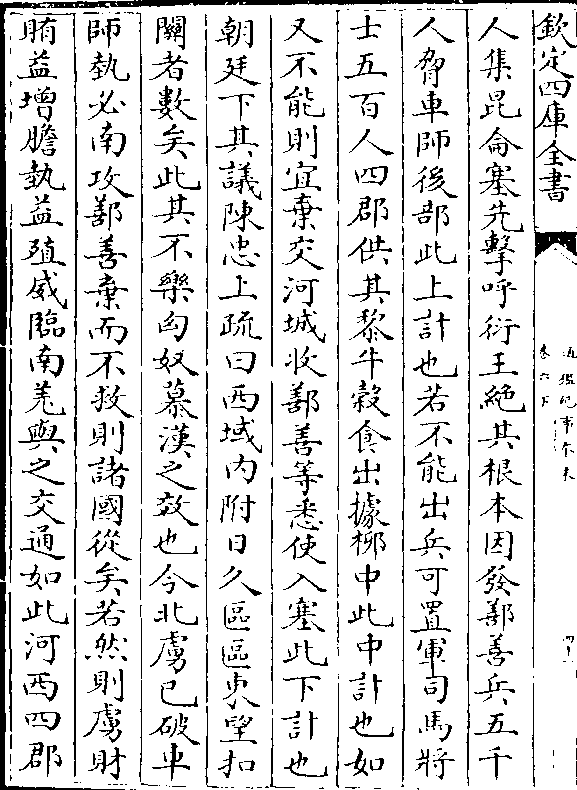 欽定四庫全書
通鑑紀事本末
卷六下
人集昆侖塞先擊呼衍王絶其根本因發鄯善兵五千
人脅車師後部此上計也若不能出兵可置軍司馬將
士五百人四郡供其黎牛穀食出據栁中此中計也如
又不能則宜棄交河城收鄯善等悉使入塞此下計也
朝廷下其議陳忠上疏曰西域内附日久區區東望扣
關者數矣此其不樂匈奴慕漢之效也今北虜已破車
師埶必南攻鄯善棄而不救則諸國從矣若然則虜財
賄益增膽埶益殖威臨南羌與之交通如此河西四郡